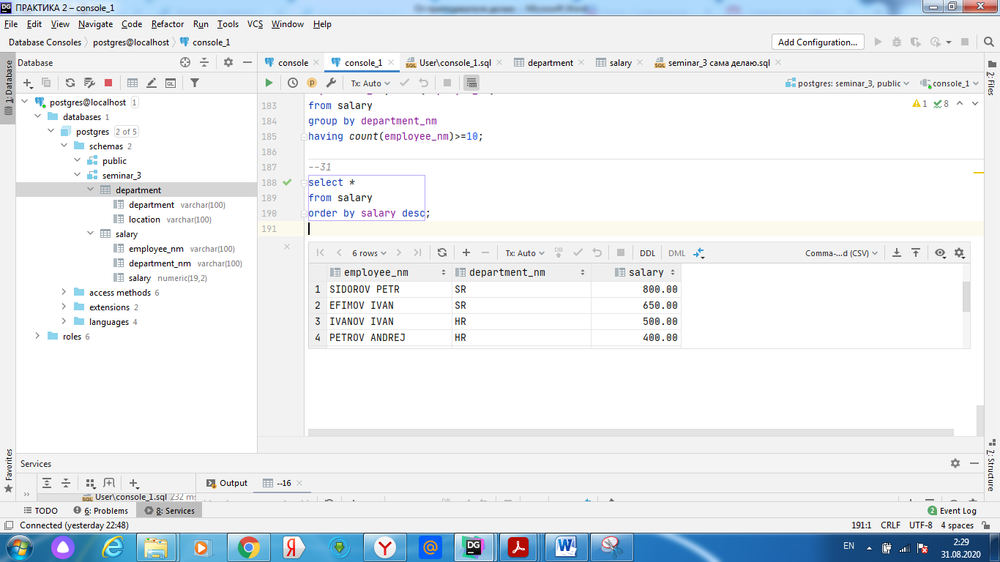 ПРАКТИКА 2 – console_1
File Edit View Navigate Code Refactor Run Tools VCS Window Help
Database Consoles postgres@localhost console_1
Add Configuration...
1: Database
Database
console console_1 User\console_1.sql department salary seminar_3 сама делаю.sql
2: Files
Tx: Auto
postgres: seminar_3, public console_1
postgres@localhost 1
databases 1
postgres 2 of 5
schemas 2
public
seminar_3
department
department varchar(100)
location varchar(100)
salary
employee_nm varchar(100)
department_nm varchar(100)
salary numeric(19,2)
access methods 6
extensions 2
languages 4
roles 6
1 8
183 from salary
184 group by department_nm
185 having count(employee_nm)>=10;
186
187 --31
188 select *
189 from salary
190 order by salary desc;
191
6 rows Tx: Auto DB DDL DML Comma-...d (CSV)
employee_nm department_nm salary
1 SIDOROV PETR SR 800.00
2 EFIMOV IVAN SR 650.00
3 IVANOV IVAN HR 500.00
4 PETROV ANDREJ HR 400.00
Favorites
7: Structure
Services
Output --16
User\console_1.sql 232 ms
TODO 6: Problems 8: Services
2 Event Log
Connected (yesterday 22:48)
191:1 CRLF UTF-8 4 spaces
EN
2:29
31.08.2020